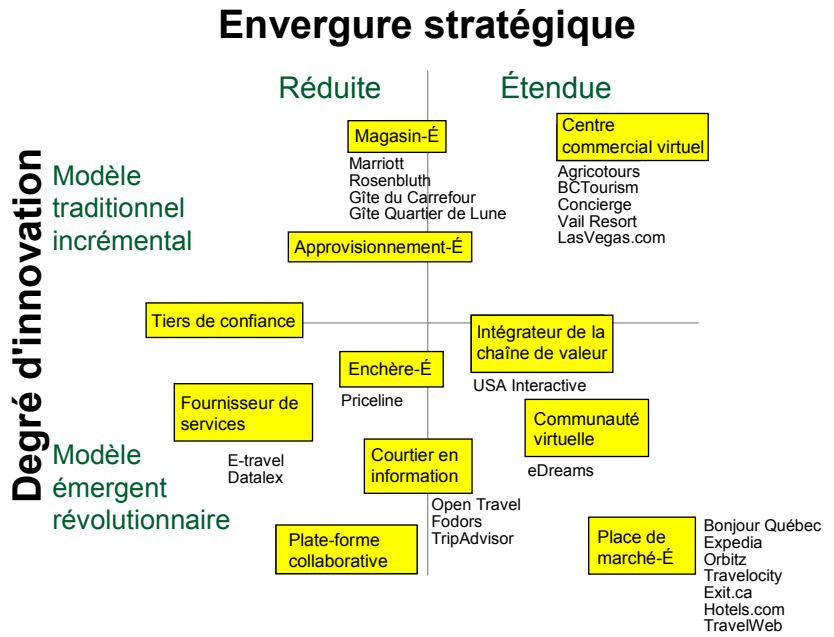 Envergure stratégique
Réduite
Étendue
Degré d'innovation
Modèle
traditionnel
incrémental
Magasin-É
Marriott
Rosenbluth
Gîte du Carrefour
Gîte Quartier de Lune
Centre
commercial virtuel
Agricotours
BCTourism
Concierge
Vail Resort
LasVegas.com
Approvisionnement-É
Tiers de confiance
Intégrateur de la
chaîne de valeur
USA Interactive
Enchère-É
Priceline
Fournisseur de
services
E-travel
Datalex
Communauté
virtuelle
eDreams
Modèle
émergent
révolutionnaire
Courtier en
information
Open Travel
Fodors
TripAdvisor
Plate-forme
collaborative
Place de
marché-É
Bonjour Québec
Expedia
Orbitz
Travelocity
Exit.ca
Hotels.com
TravelWeb